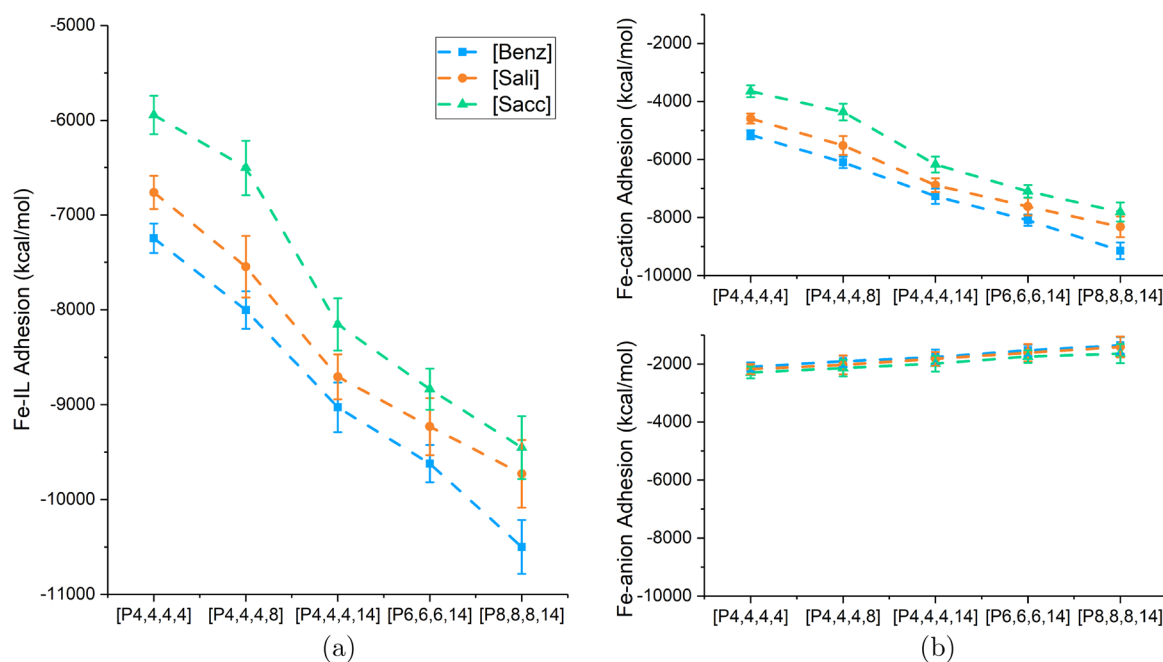 -5000
-6000
-7000
-8000
-9000
-10000
-11000
Fe-IL Adhesion (kcal/mol)
[Benz]
[Sali]
[Sacc]
[P4,4,4,4]
[P4,4,4,8]
[P4,4,4,14]
[P6,6,6,14]
[P8,8,8,14]
(a)
-2000
-4000
-6000
-8000
-10000
Fe-cation Adhesion (kcal/mol)
[P4,4,4,4]
[P4,4,4,8]
[P4,4,4,14]
[P6,6,6,14]
[P8,8,8,14]
-2000
-4000
-6000
-8000
-10000
Fe-anion Adhesion (kcal/mol)
[P4,4,4,4]
[P4,4,4,8]
[P4,4,4,14]
[P6,6,6,14]
[P8,8,8,14]
(b)